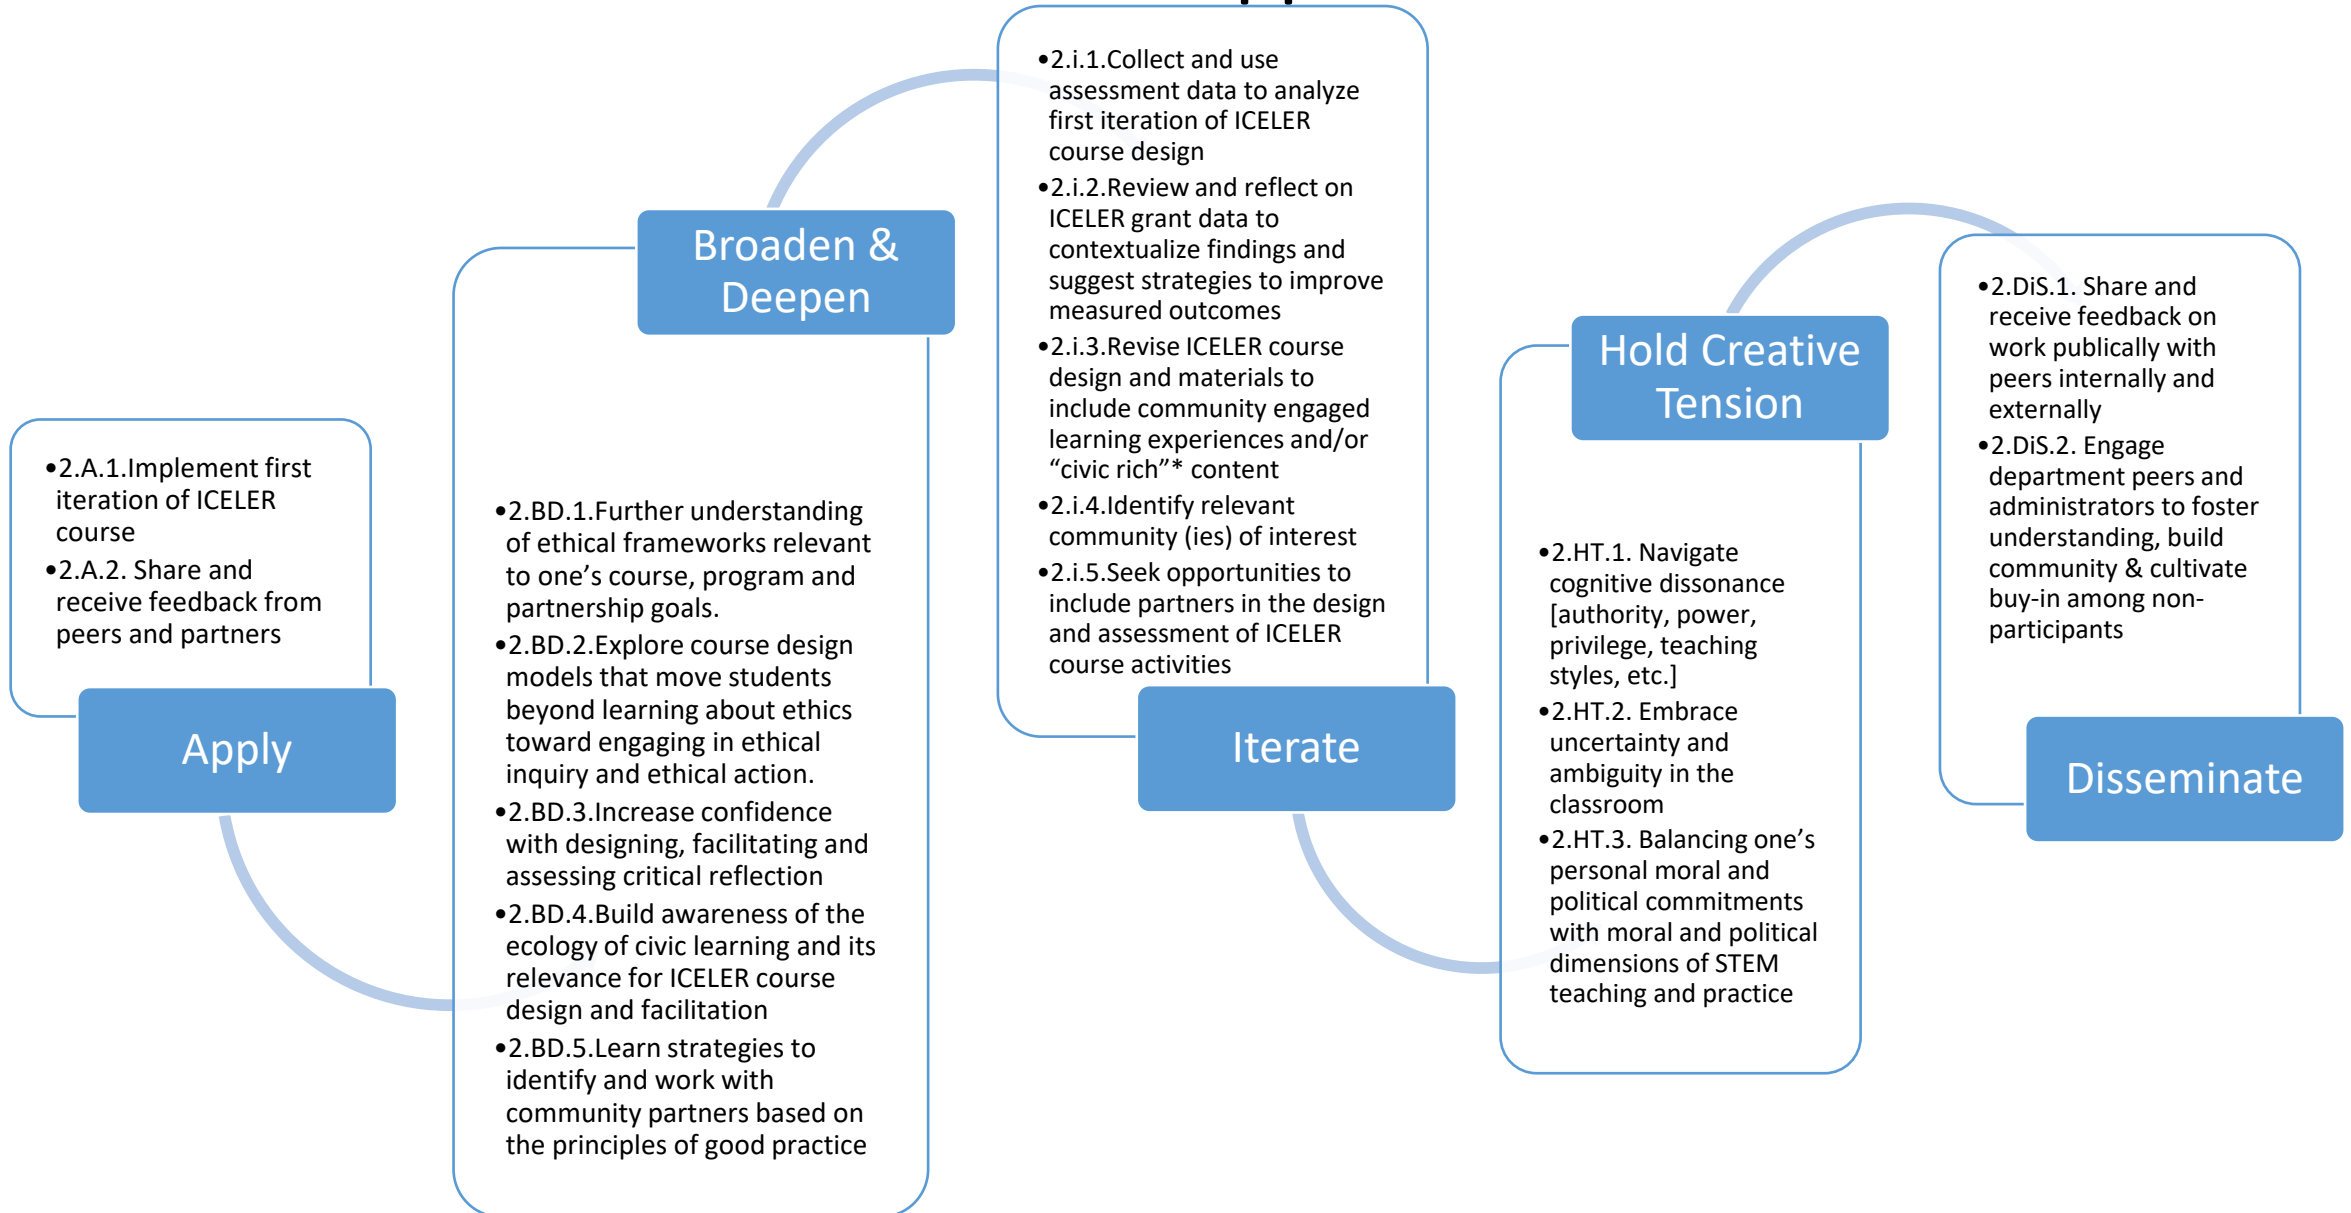 •2.A.1.Implement first
iteration of ICELER
course
•2.A.2. Share and
receive feedback from
peers and partners
Apply
Broaden &
Deepen
•2.BD.1.Further understanding
of ethical frameworks relevant
to one’s course, program and
partnership goals.
•2.BD.2.Explore course design
models that move students
beyond learning about ethics
toward engaging in ethical
inquiry and ethical action.
•2.BD.3.Increase confidence
with designing, facilitating and
assessing critical reflection
•2.BD.4.Build awareness of the
ecology of civic learning and its
relevance for ICELER course
design and facilitation
•2.BD.5.Learn strategies to
identify and work with
community partners based on
the principles of good practice
•2.i.1.Collect and use
assessment data to analyze
first iteration of ICELER
course design
•2.i.2.Review and reflect on
ICELER grant data to
contextualize findings and
suggest strategies to improve
measured outcomes
•2.i.3.Revise ICELER course
design and materials to
include community engaged
learning experiences and/or
“civic rich”* content
•2.i.4.Identify relevant
community (ies) of interest
•2.i.5.Seek opportunities to
include partners in the design
and assessment of ICELER
course activities
Iterate
Hold Creative
Tension
•2.HT.1. Navigate
cognitive dissonance
[authority, power,
privilege, teaching
styles, etc.]
•2.HT.2. Embrace
uncertainty and
ambiguity in the
classroom
•2.HT.3. Balancing one’s
personal moral and
political commitments
with moral and political
dimensions of STEM
teaching and practice
•2.DiS.1. Share and
receive feedback on
work publically with
peers internally and
externally
•2.DiS.2. Engage
department peers and
administrators to foster
understanding, build
community & cultivate
buy-in among non-
participants
Disseminate